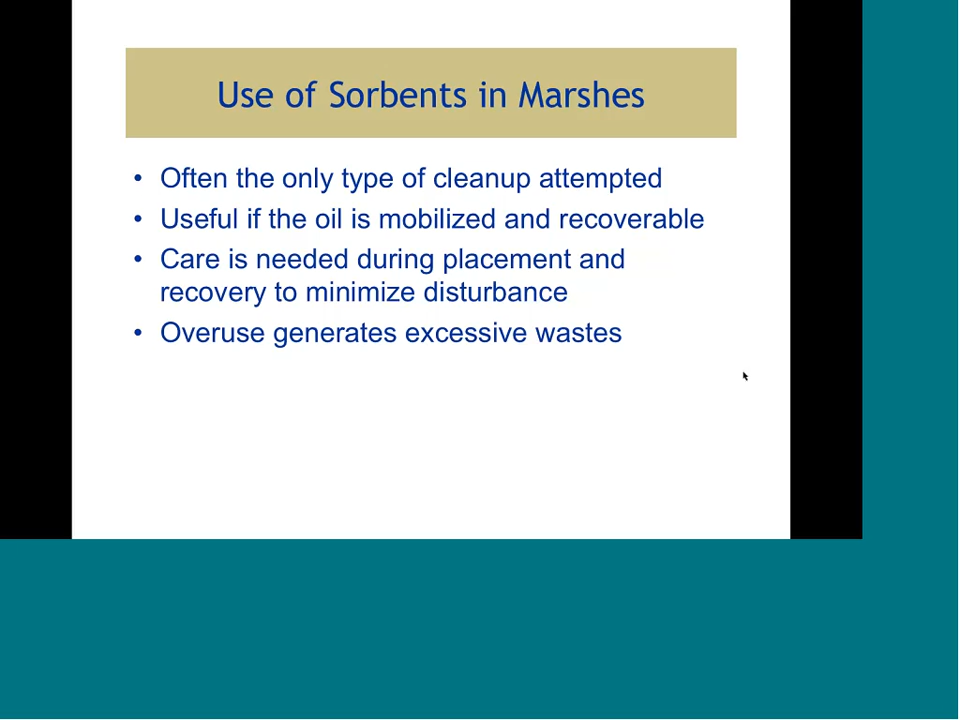 Use of Sorbents in Marshes
• Often the only type of cleanup attempted
• Useful if the oil is mobilized and recoverable
• Care is needed during placement and
recovery to minimize disturbance
• Overuse generates excessive wastes